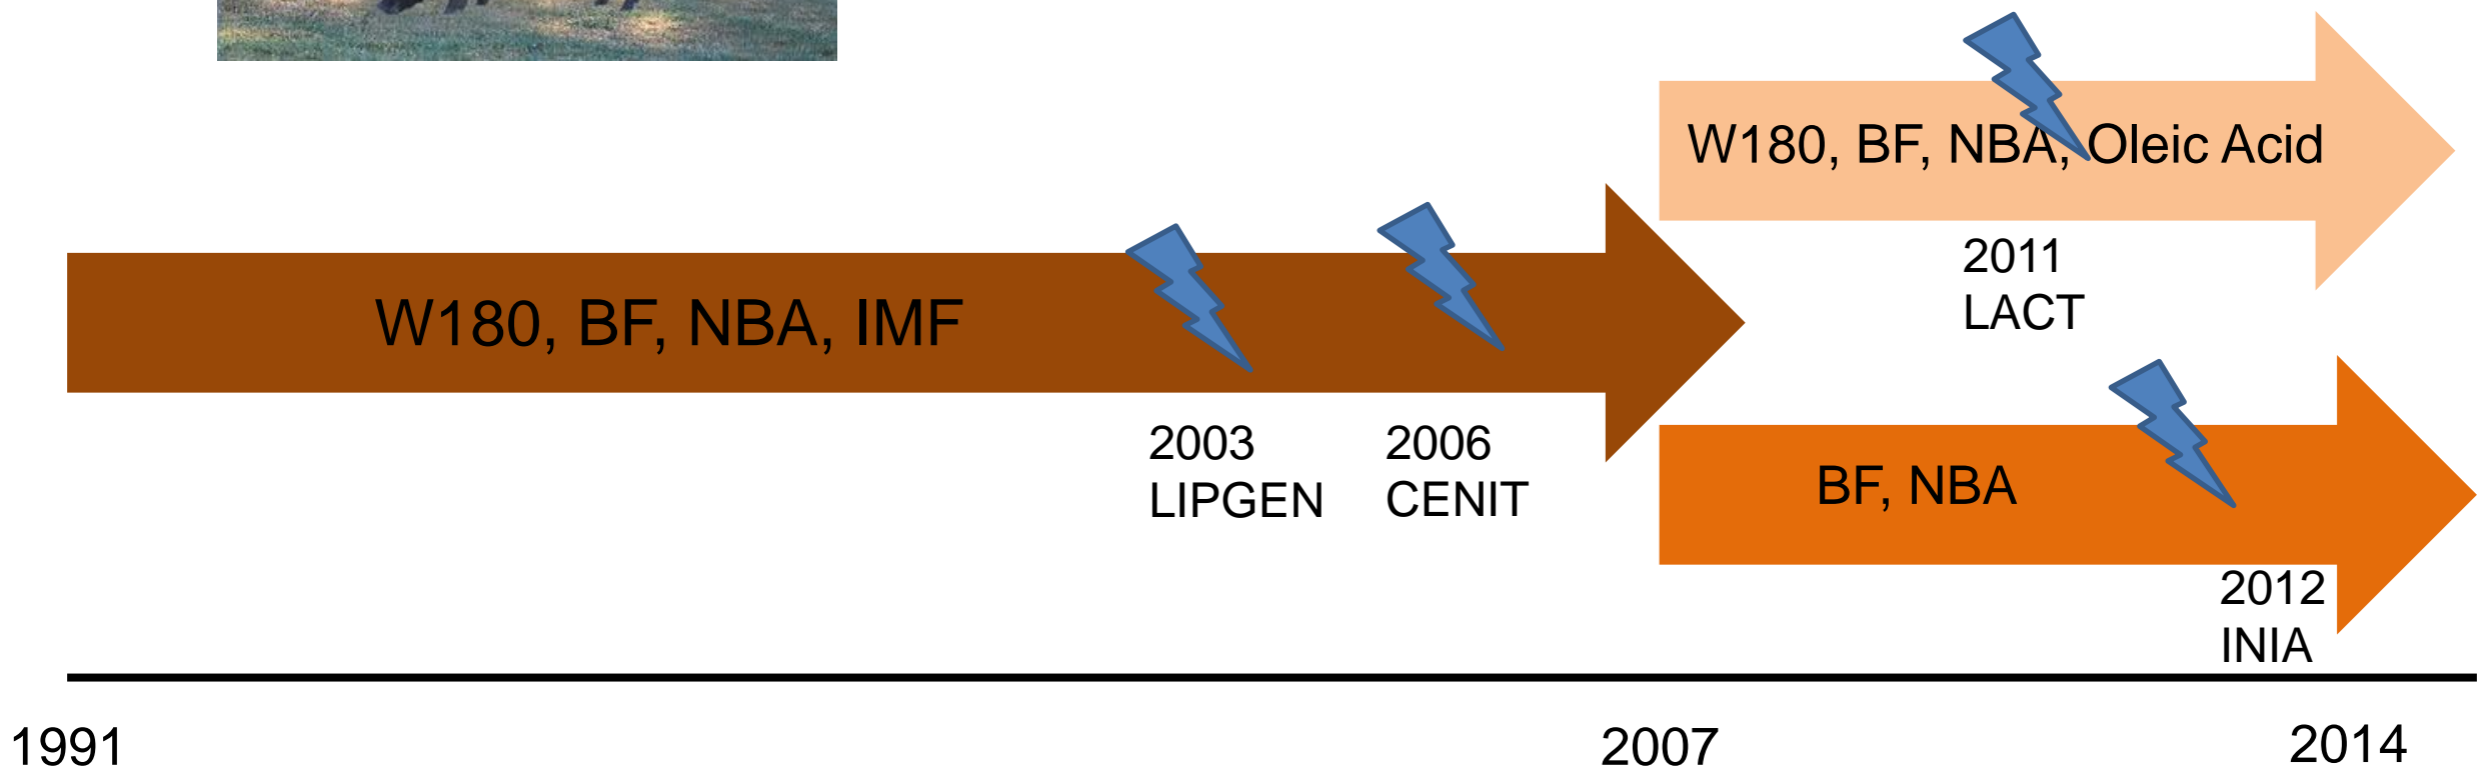 W180, BF, NBA, Oleic Acid
2011
LACT
W180, BF, NBA, IMF
2003
LIPGEN
2006
CENIT
BF, NBA
2012
INIA
1991
2007
2014